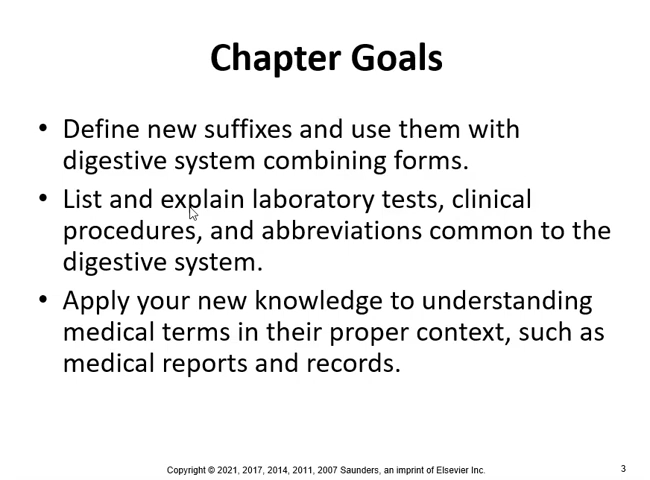 Chapter Goals
• Define new suffixes and use them with
digestive system combining forms.
• List and explain laboratory tests, clinical
procedures, and abbreviations common to the
digestive system.
• Apply your new knowledge to understanding
medical terms in their proper context, such as
medical reports and records.
Copyright © 2021, 2017, 2014, 2011, 2007 Saunders, an imprint of Elsevier Inc.
3